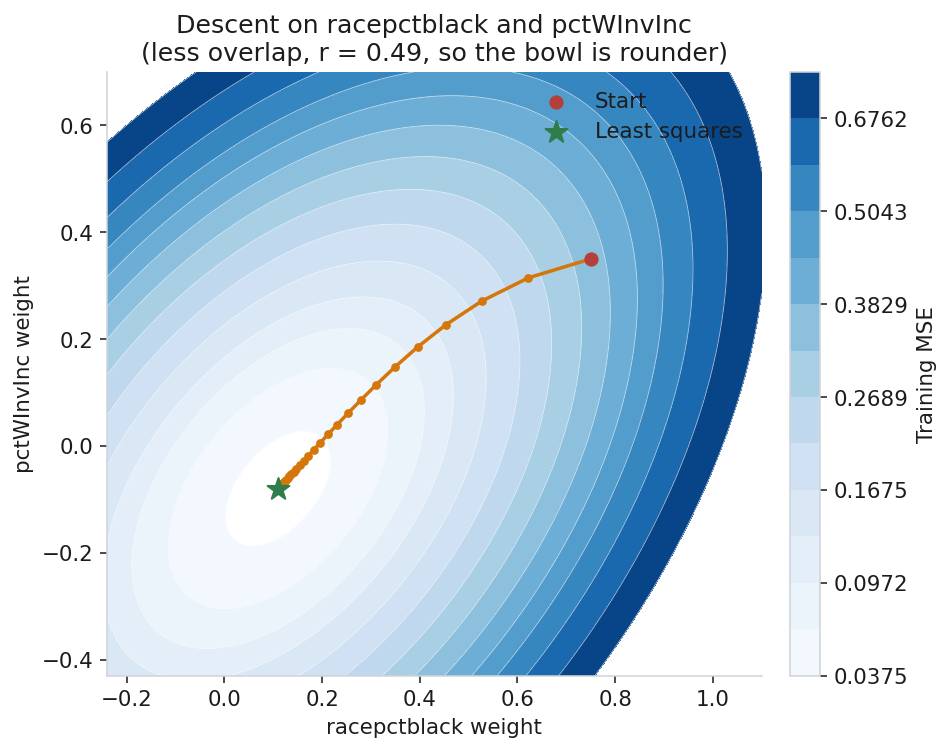 Descent on racepctblack and pctWInvInc
(less overlap, r = 0.49, so the bowl is rounder)
Start
Least squares
0.6
0.4
0.2
0.0
−0.2
−0.4
pctWInvInc weight
−0.2
0.0
0.2
0.4
0.6
0.8
1.0
racepctblack weight
0.6762
0.5043
0.3829
0.2689
0.1675
0.0972
0.0375
Training MSE